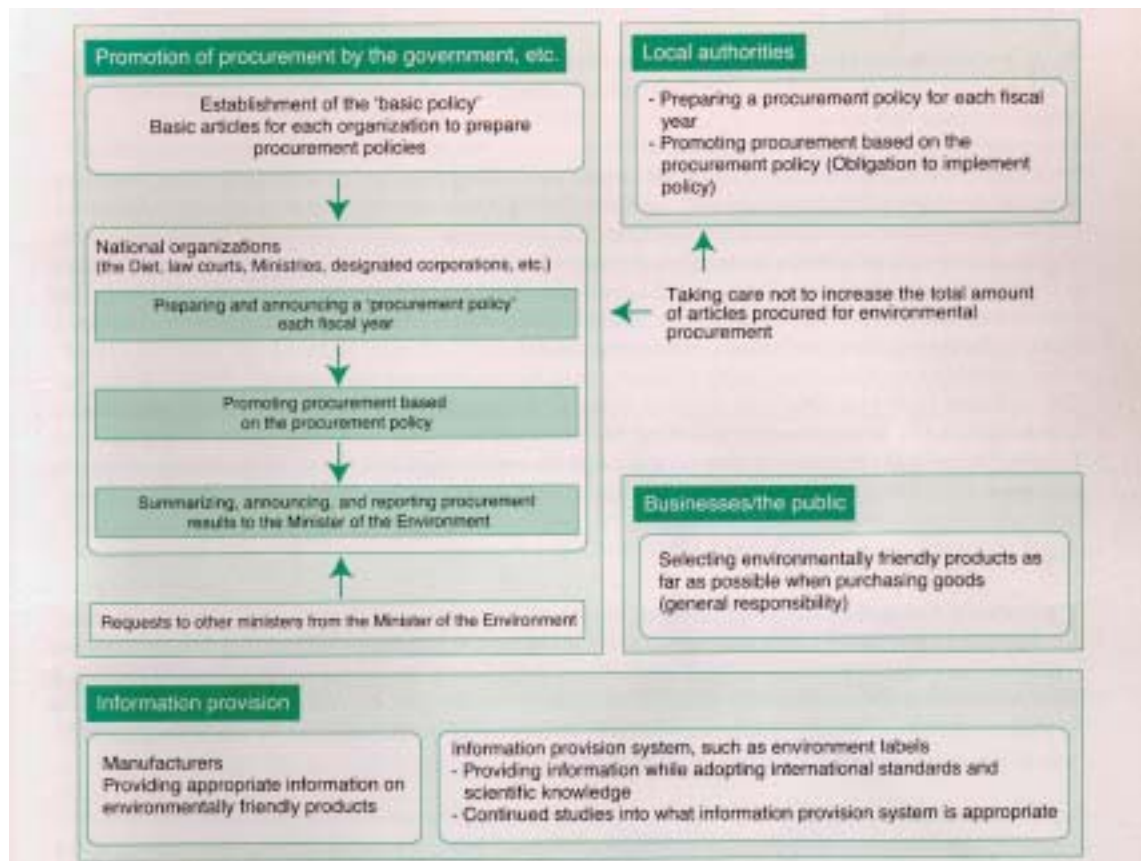 Promotion of procurement by the government, etc.
Establishment of the 'basic policy'
Basic articles for each organization to prepare
procurement policies
National organizations
(the Diet, law courts, Ministries, designated corporations, etc.)
Preparing and announcing a 'procurement policy'
each fiscal year
Promoting procurement based
on the procurement policy
Summarizing, announcing, and reporting procurement
results to the Minister of the Environment
Requests to other ministers from the Minister of the Environment
Local authorities
- Preparing a procurement policy for each fiscal
year
- Promoting procurement based on the
procurement policy (Obligation to implement
policy)
Taking care not to increase the total amount
of articles procured for environmental
procurement
Businesses/the public
Selecting environmentally friendly products as
far as possible when purchasing goods
(general responsibility)
Information provision
Manufacturers
Providing appropriate information on
environmentally friendly products
Information provision system, such as environment labels
- Providing information while adopting international standards and
scientific knowledge
- Continued studies into what information provision system is appropriate